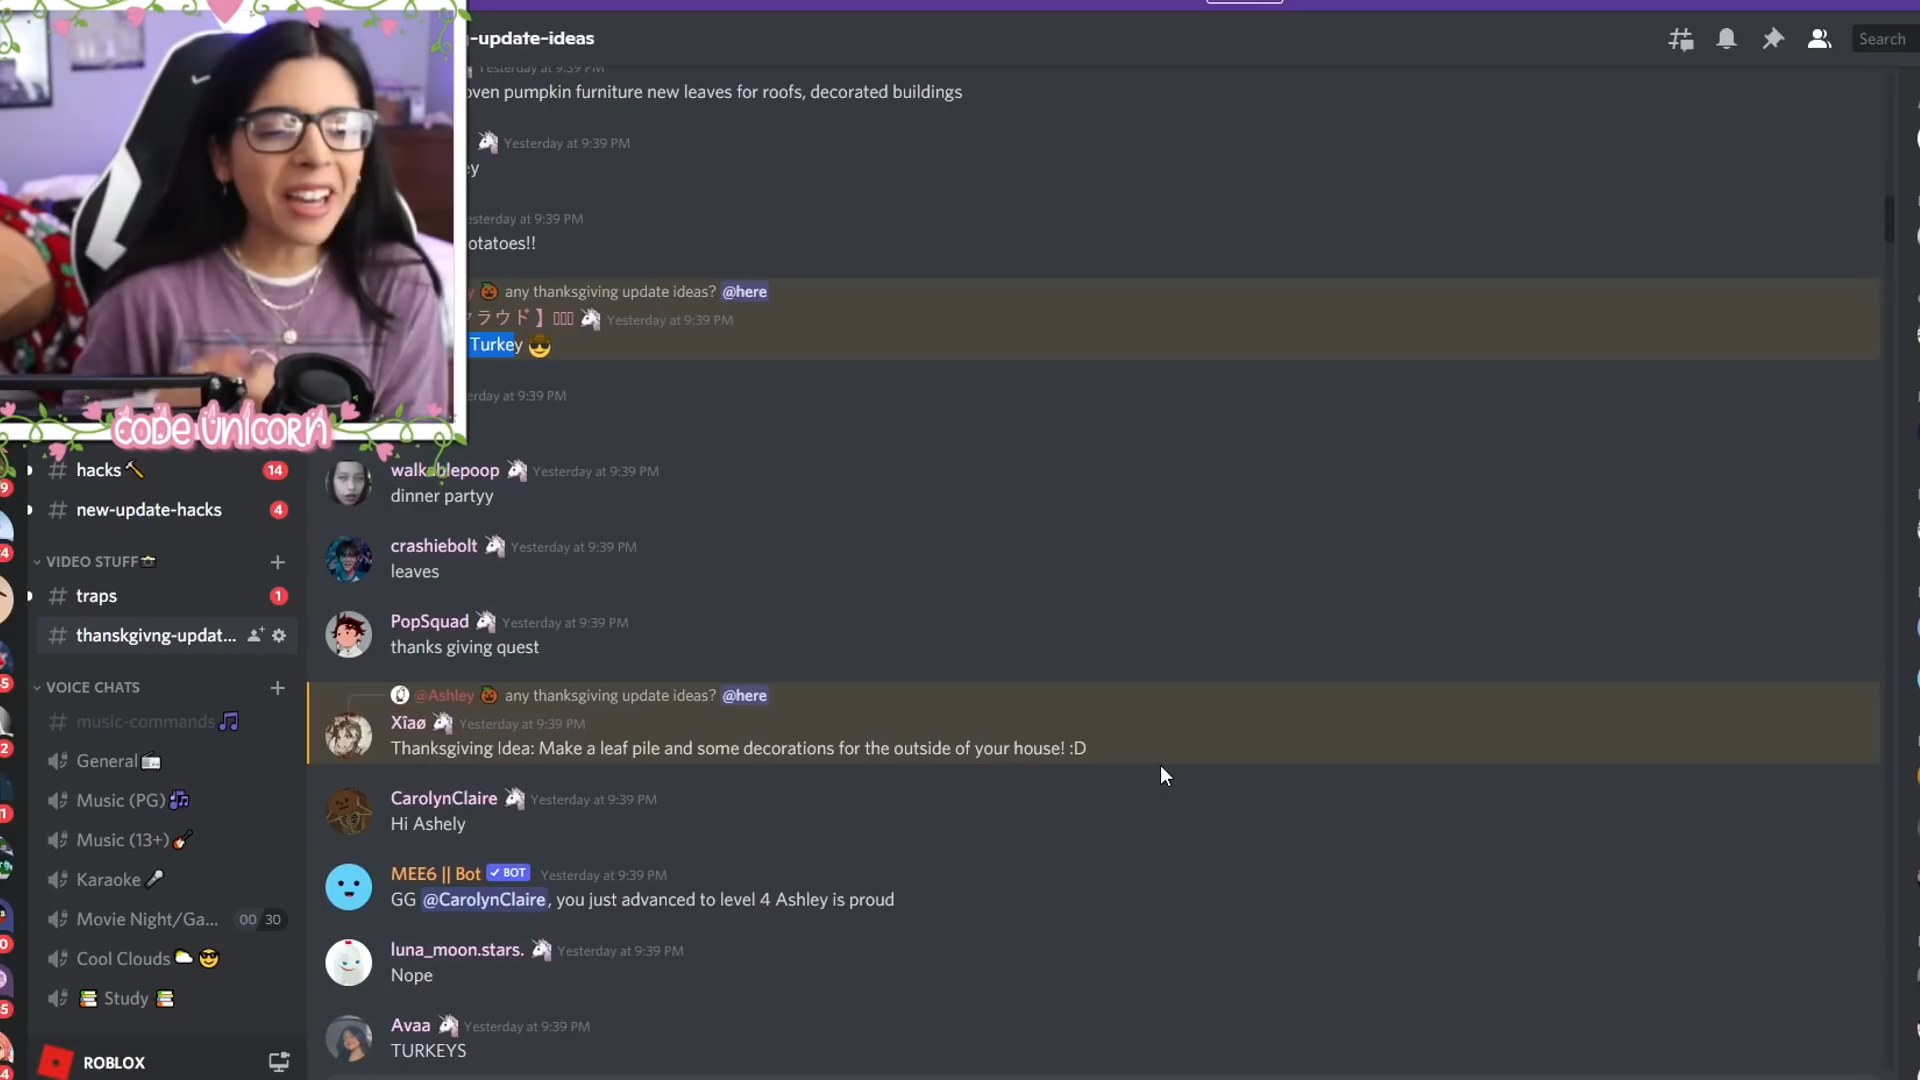 -update-ideas
Search
Yesterday at 9:39 PM
oven pumpkin furniture new leaves for roofs, decorated buildings
Yesterday at 9:39 PM
ey
esterday at 9:39 PM
otatoes!!
y 🎃 any thanksgiving update ideas? @here
ラウド】 Yesterday at 9:39 PM
Turkey 😎
erday at 9:39 PM
CODE UNICORN
hacks 🔨 14
new-update-hacks 4
VIDEO STUFF📸
traps 1
thanskgivng-updat...
VOICE CHATS
music-commands 🎵
General 📻
Music (PG) 🎶
Music (13+) 🎸
Karaoke 🎤
Movie Night/Ga... 00 30
Cool Clouds ⛅ 😎
📚 Study 📚
ROBLOX
walkablepoop 🦄 Yesterday at 9:39 PM
dinner partyy
crashiebolt 🦄 Yesterday at 9:39 PM
leaves
PopSquad 🦄 Yesterday at 9:39 PM
thanks giving quest
@Ashley 🎃 any thanksgiving update ideas? @here
Xîaø 🦄 Yesterday at 9:39 PM
Thanksgiving Idea: Make a leaf pile and some decorations for the outside of your house! :D
CarolynClaire 🦄 Yesterday at 9:39 PM
Hi Ashely
MEE6 || Bot ✓ BOT Yesterday at 9:39 PM
GG @CarolynClaire, you just advanced to level 4 Ashley is proud
luna_moon.stars. 🦄 Yesterday at 9:39 PM
Nope
Avaa 🦄 Yesterday at 9:39 PM
TURKEYS